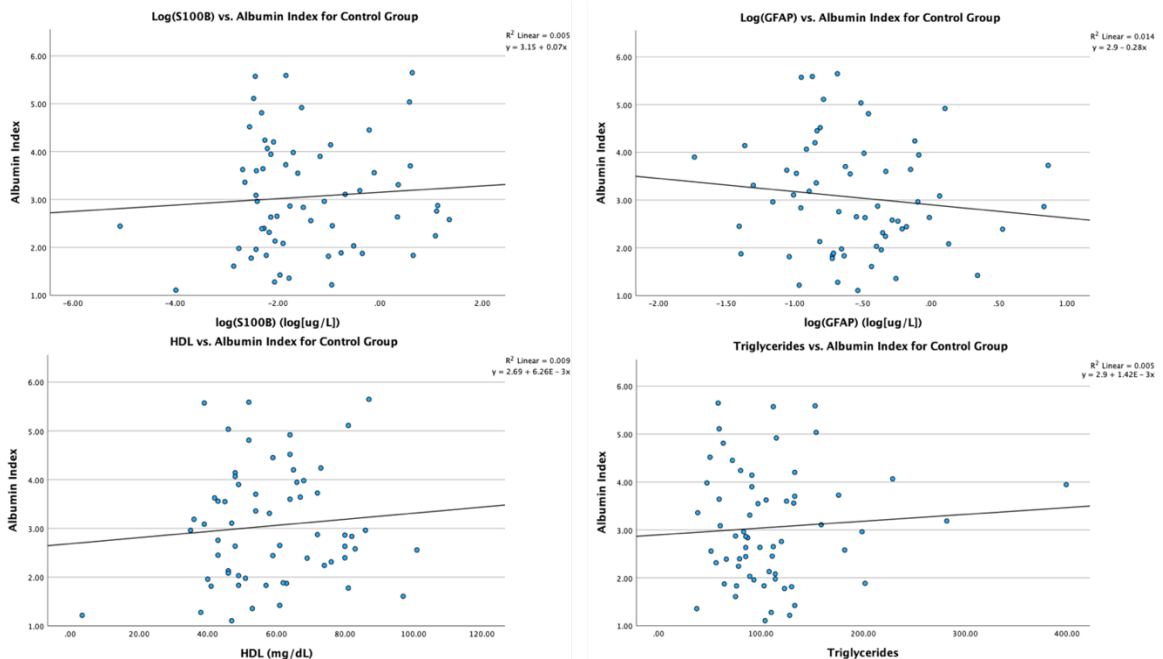 Log(S100B) vs. Albumin Index for Control Group
R² Linear = 0.005
y = 3.15 + 0.07x
6.00
5.00
4.00
3.00
2.00
1.00
Albumin Index
-6.00 -4.00 -2.00 .00 2.00
log(S100B) (log[ug/L])
Log(GFAP) vs. Albumin Index for Control Group
R² Linear = 0.014
y = 2.9 - 0.28x
6.00
5.00
4.00
3.00
2.00
1.00
Albumin Index
-2.00 -1.50 -1.00 -.50 .00 .50 1.00
log(GFAP) (log[ug/L])
HDL vs. Albumin Index for Control Group
R² Linear = 0.009
y = 2.69 + 6.26E - 3x
6.00
5.00
4.00
3.00
2.00
1.00
Albumin Index
.00 20.00 40.00 60.00 80.00 100.00 120.00
HDL (mg/dL)
Triglycerides vs. Albumin Index for Control Group
R² Linear = 0.005
y = 2.9 + 1.42E - 3x
6.00
5.00
4.00
3.00
2.00
1.00
Albumin Index
.00 100.00 200.00 300.00 400.00
Triglycerides